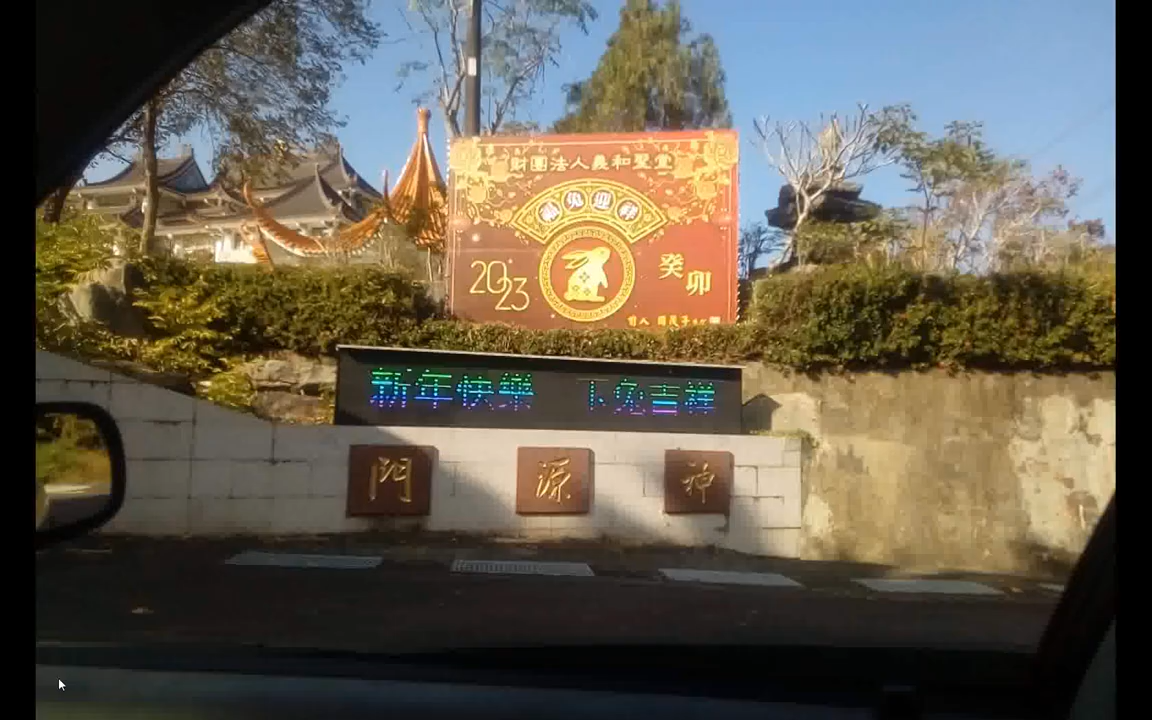 財團法人義和聖堂
福兔迎祥
2023
癸卯
新年快樂 兔吉祥
門源神